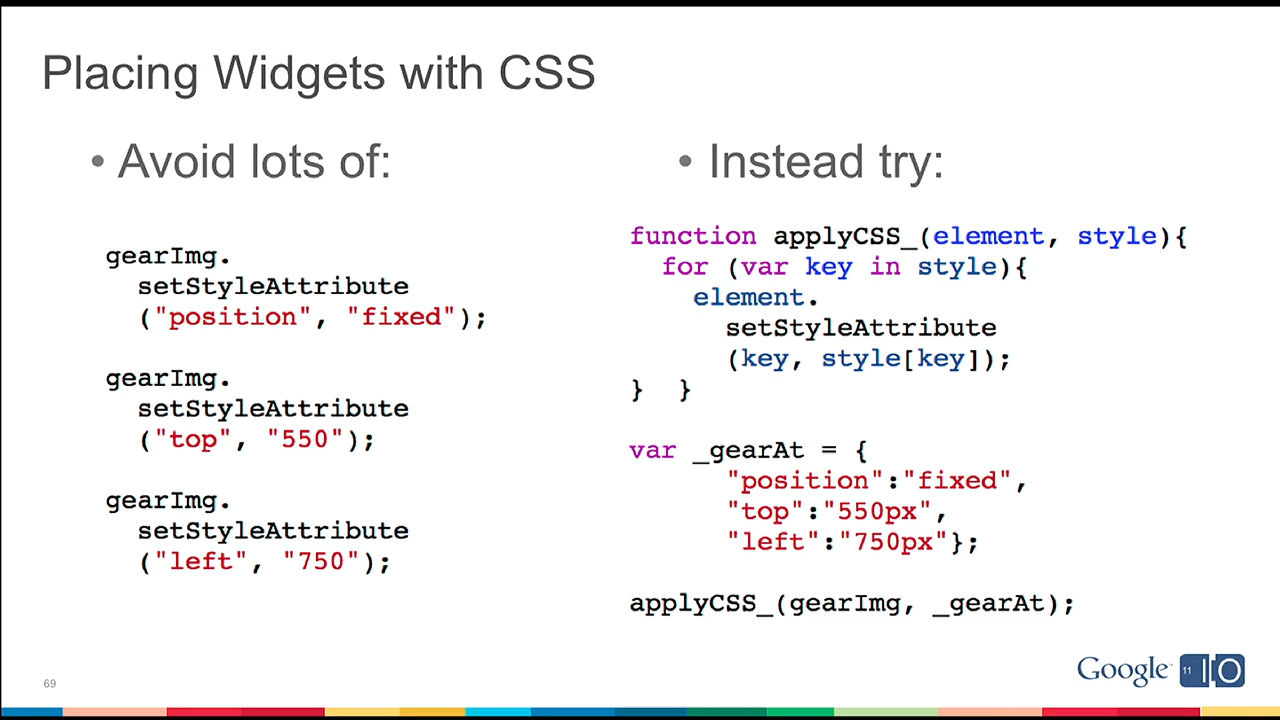 Placing Widgets with CSS
• Avoid lots of:
gearImg.
setStyleAttribute
("position", "fixed");
gearImg.
setStyleAttribute
("top", "550");
gearImg.
setStyleAttribute
("left", "750");
• Instead try:
function applyCSS_(element, style){
for (var key in style){
element.
setStyleAttribute
(key, style[key]);
} }
var _gearAt = {
"position":"fixed",
"top":"550px",
"left":"750px"};
applyCSS_(gearImg, _gearAt);
69
Google™ 11 IO